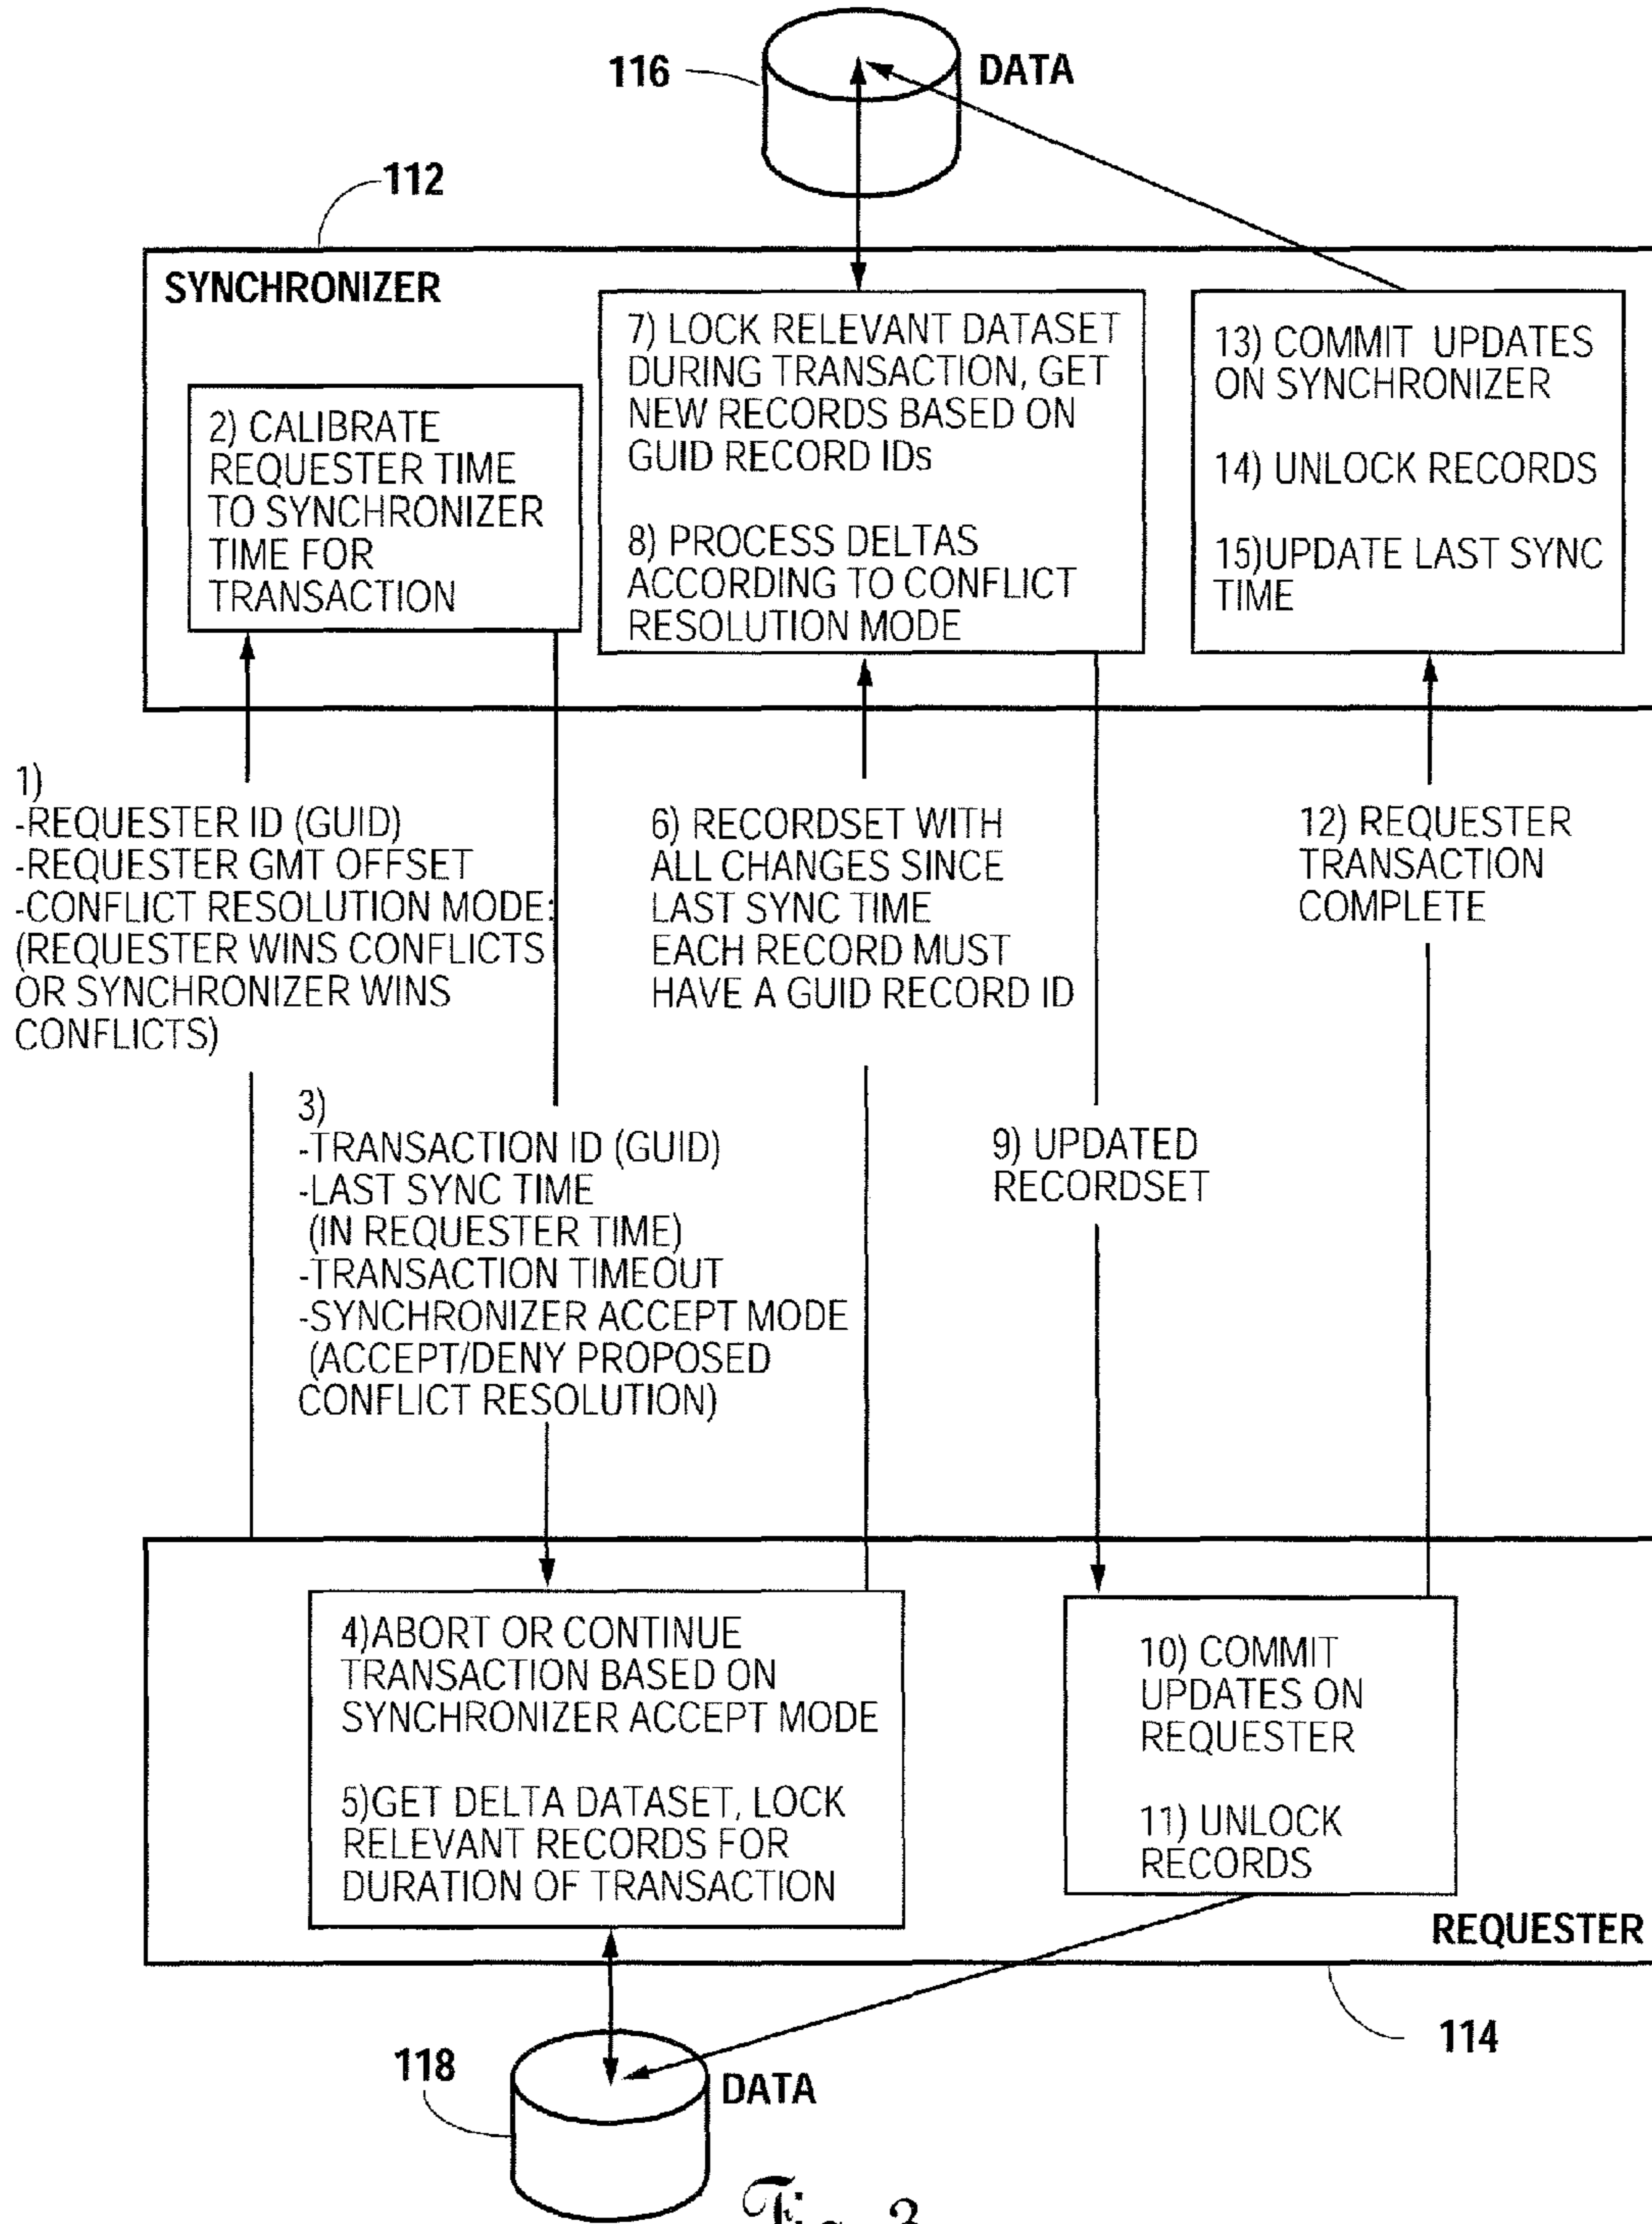 116
DATA
112
SYNCHRONIZER
2) CALIBRATE
REQUESTER TIME
TO SYNCHRONIZER
TIME FOR
TRANSACTION
7) LOCK RELEVANT DATASET
DURING TRANSACTION, GET
NEW RECORDS BASED ON
GUID RECORD IDs
8) PROCESS DELTAS
ACCORDING TO CONFLICT
RESOLUTION MODE
13) COMMIT UPDATES
ON SYNCHRONIZER
14) UNLOCK RECORDS
15)UPDATE LAST SYNC
TIME
1)
-REQUESTER ID (GUID)
-REQUESTER GMT OFFSET
-CONFLICT RESOLUTION MODE:
(REQUESTER WINS CONFLICTS
OR SYNCHRONIZER WINS
CONFLICTS)
6) RECORDSET WITH
ALL CHANGES SINCE
LAST SYNC TIME
EACH RECORD MUST
HAVE A GUID RECORD ID
12) REQUESTER
TRANSACTION
COMPLETE
3)
-TRANSACTION ID (GUID)
-LAST SYNC TIME
(IN REQUESTER TIME)
-TRANSACTION TIMEOUT
-SYNCHRONIZER ACCEPT MODE
(ACCEPT/DENY PROPOSED
CONFLICT RESOLUTION)
9) UPDATED
RECORDSET
4)ABORT OR CONTINUE
TRANSACTION BASED ON
SYNCHRONIZER ACCEPT MODE
5)GET DELTA DATASET, LOCK
RELEVANT RECORDS FOR
DURATION OF TRANSACTION
10) COMMIT
UPDATES ON
REQUESTER
11) UNLOCK
RECORDS
REQUESTER
114
118
DATA
Fig. 3